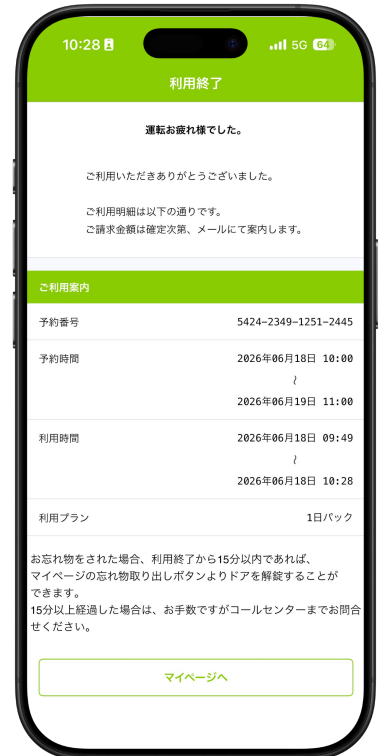 10:28
5G 64
利用終了
運転お疲れ様でした。
ご利用いただきありがとうございました。
ご利用明細は以下の通りです。
ご請求金額は確定次第、メールにて案内します。
ご利用案内
予約番号 5424-2349-1251-2445
予約時間 2026年06月18日 10:00
～
2026年06月19日 11:00
利用時間 2026年06月18日 09:49
～
2026年06月18日 10:28
利用プラン 1日パック
お忘れ物をされた場合、利用終了から15分以内であれば、
マイページの忘れ物取り出しボタンよりドアを解錠することが
できます。
15分以上経過した場合は、お手数ですがコールセンターまでお問合
せください。
マイページへ